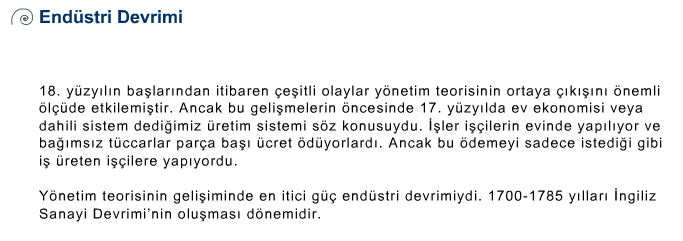 Endüstri Devrimi
18. yüzyılın başlarından itibaren çeşitli olaylar yönetim teorisinin ortaya çıkışını önemli
ölçüde etkilemiştir. Ancak bu gelişmelerin öncesinde 17. yüzyılda ev ekonomisi veya
dahili sistem dediğimiz üretim sistemi söz konusuydu. İşler işçilerin evinde yapılıyor ve
bağımsız tüccarlar parça başı ücret ödüyorlardı. Ancak bu ödemeyi sadece istediği gibi
iş üreten işçilere yapıyordu.
Yönetim teorisinin gelişiminde en itici güç endüstri devrimiydi. 1700-1785 yılları İngiliz
Sanayi Devrimi’nin oluşması dönemidir.